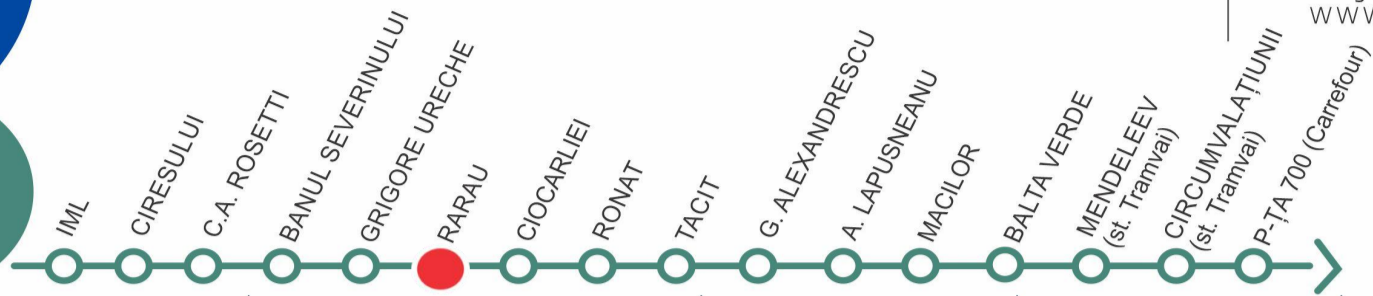 WWW
IML
CIRESULUI
C.A. ROSETTI
BANUL SEVERINULUI
GRIGORE URECHE
RARAU
CIOCARLIEI
RONAT
TACIT
G. ALEXANDRESCU
A. LAPUSNEANU
MACILOR
BALTA VERDE
MENDELEEV
(st. Tramvai)
CIRCUMVALAȚIUNII
(st. Tramvai)
P-ȚA 700 (Carrefour)